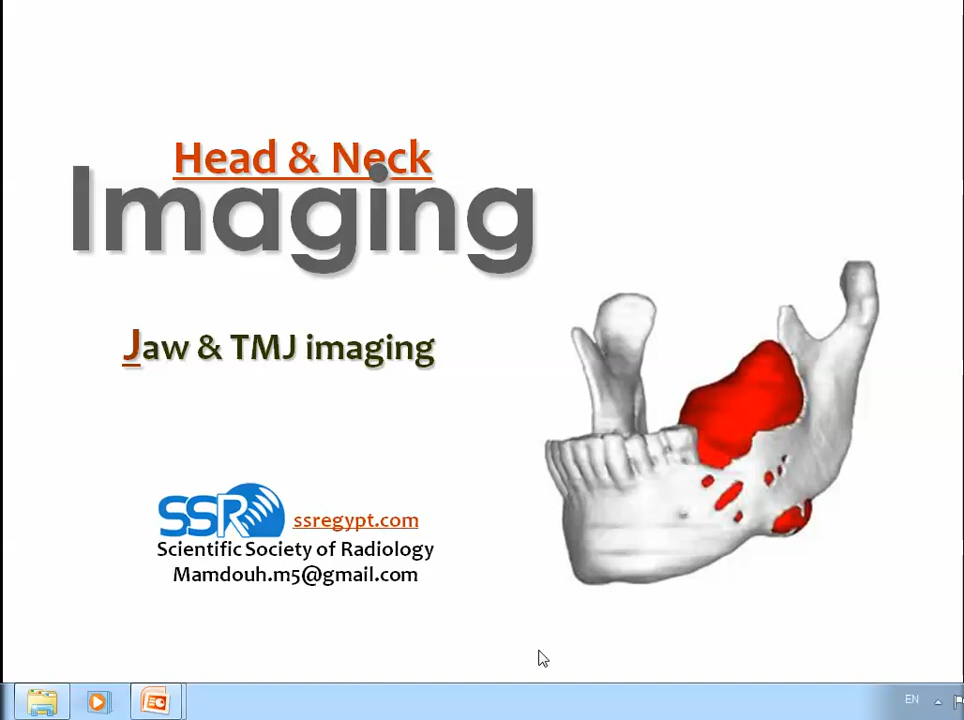 Head & Neck
Imaging
Jaw & TMJ imaging
SSR
ssregypt.com
Scientific Society of Radiology
Mamdouh.m5@gmail.com
EN